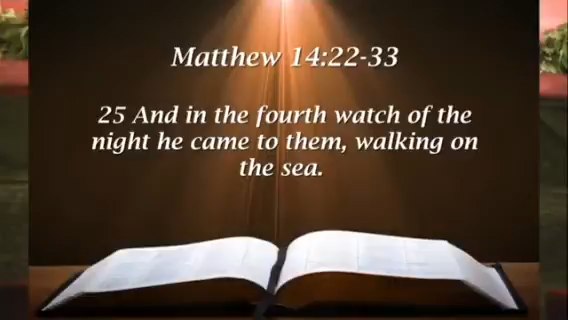 Matthew 14:22-33
25 And in the fourth watch of the
night he came to them, walking on
the sea.